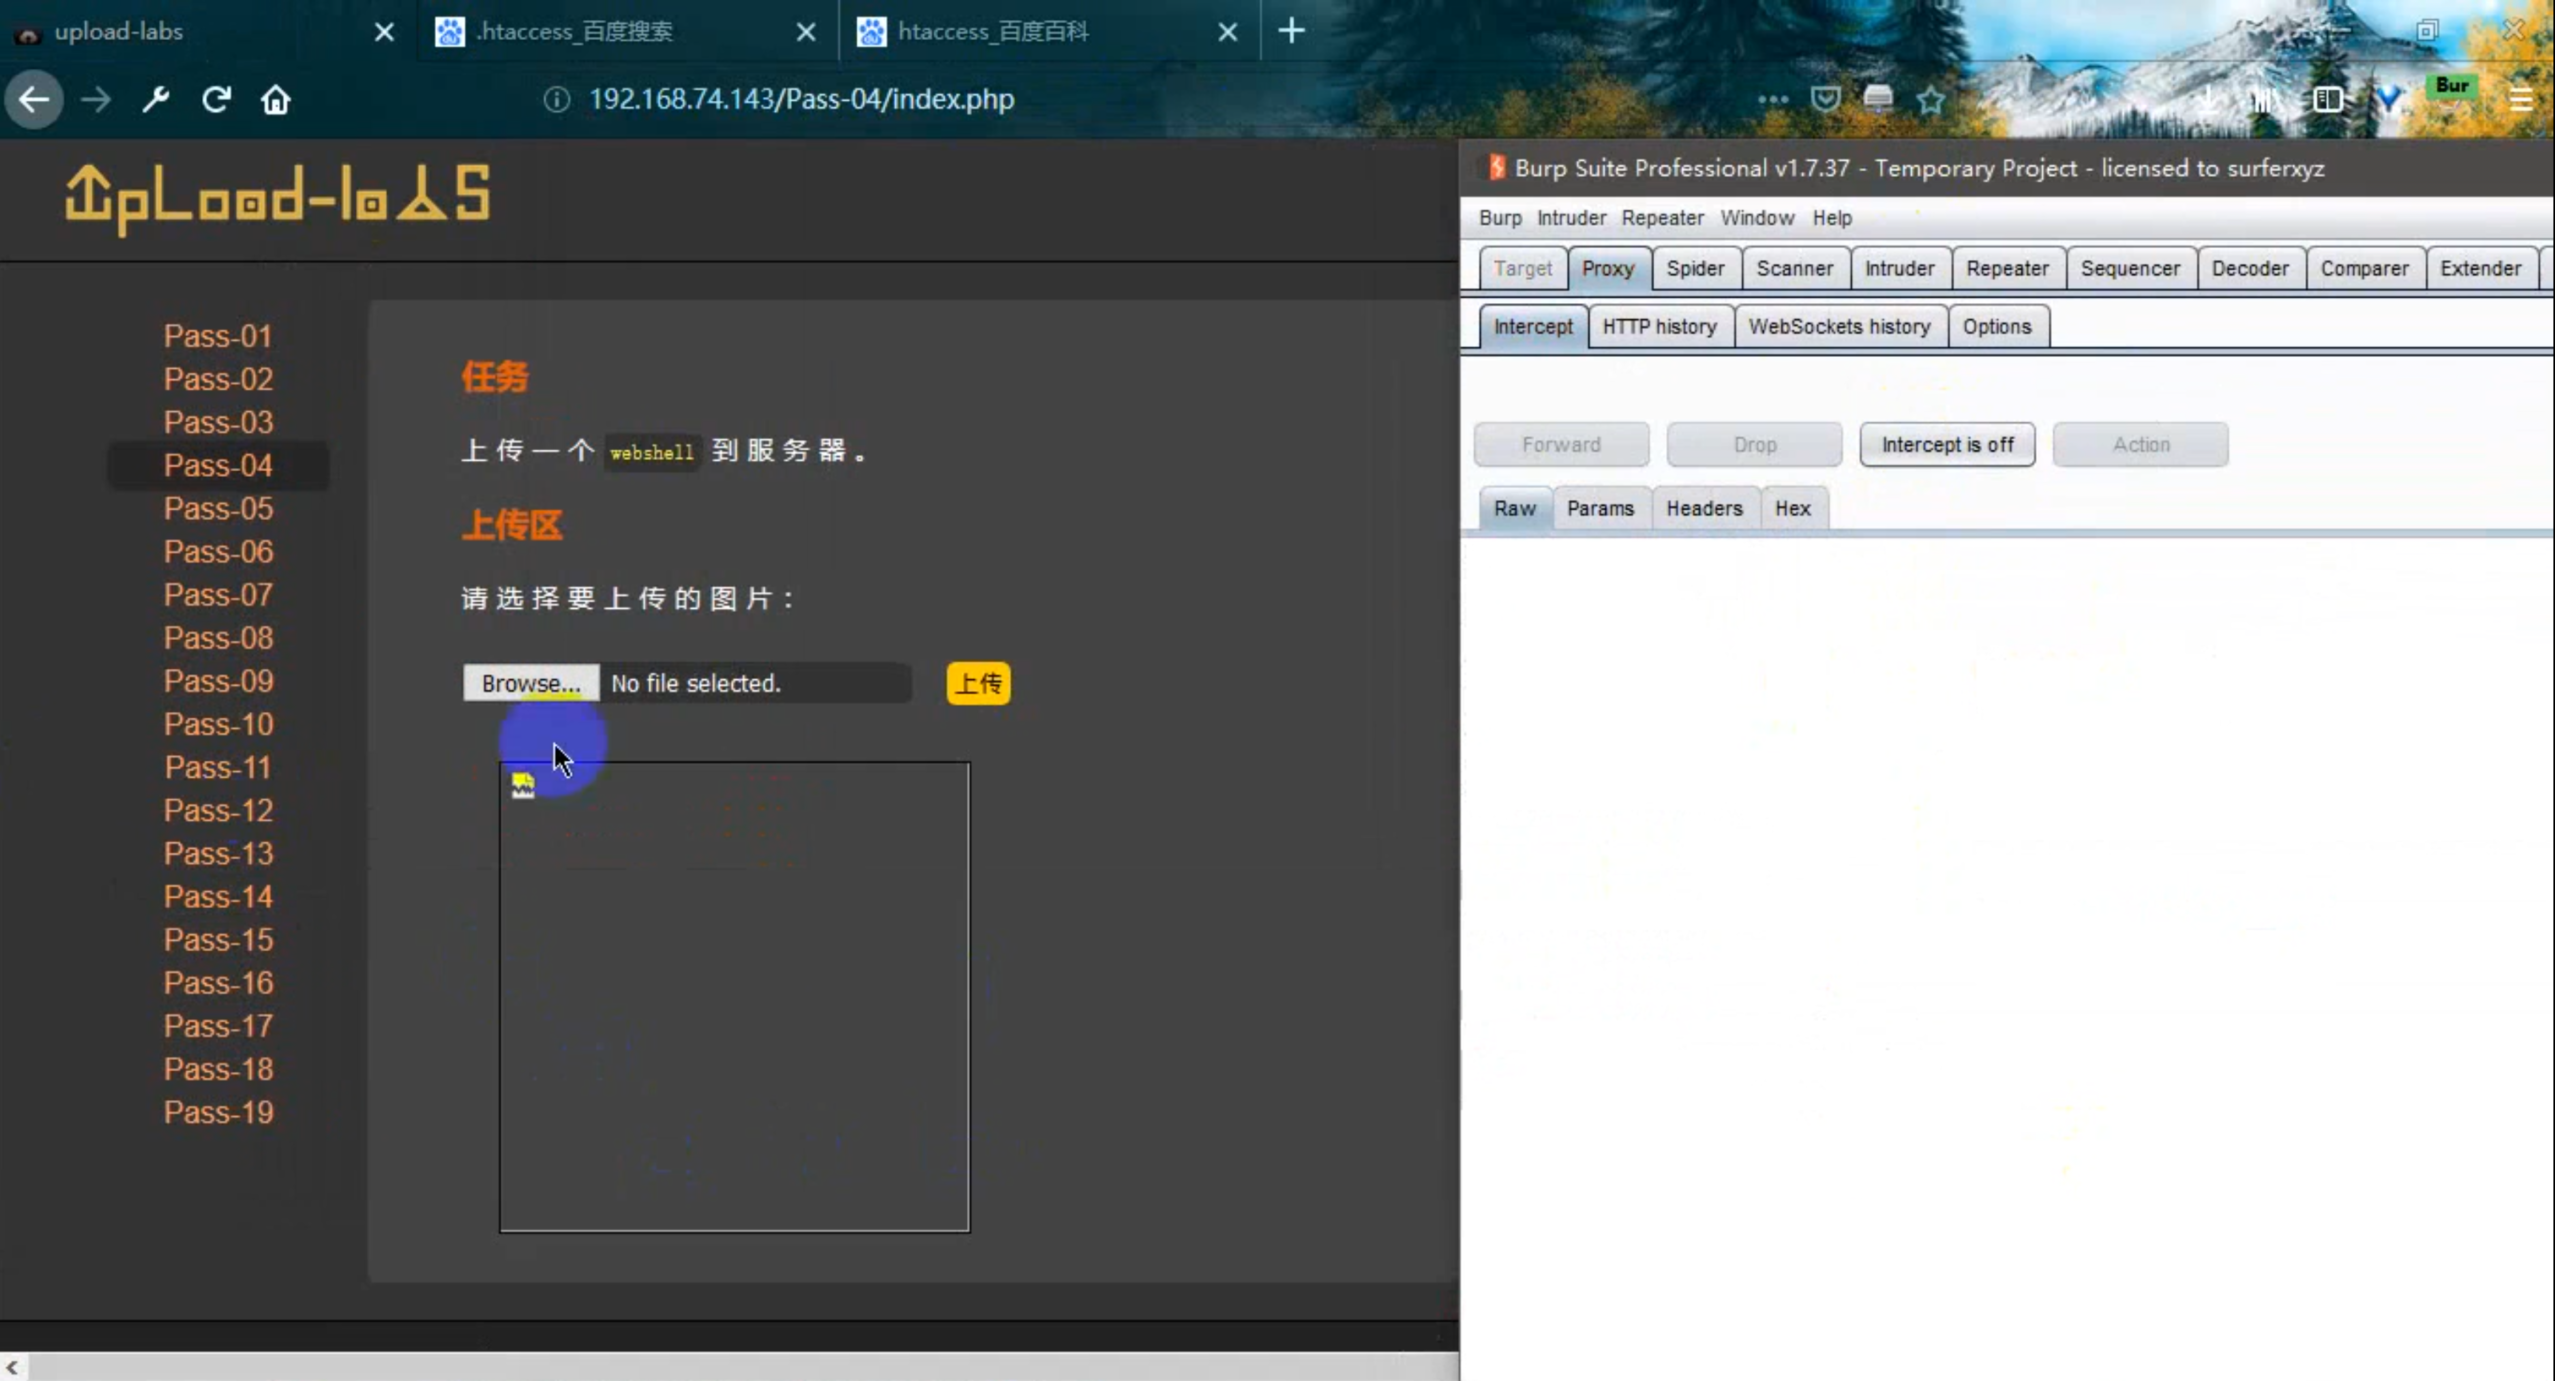 upload-labs
.htaccess_百度搜索
htaccess_百度百科
192.168.74.143/Pass-04/index.php
Bur
UpLoad-labs
Pass-01
Pass-02
Pass-03
Pass-04
Pass-05
Pass-06
Pass-07
Pass-08
Pass-09
Pass-10
Pass-11
Pass-12
Pass-13
Pass-14
Pass-15
Pass-16
Pass-17
Pass-18
Pass-19
任务
上传一个 webshell 到服务器。
上传区
请选择要上传的图片：
Browse... No file selected. 上传
Burp Suite Professional v1.7.37 - Temporary Project - licensed to surferxyz
Burp Intruder Repeater Window Help
Target Proxy Spider Scanner Intruder Repeater Sequencer Decoder Comparer Extender
Intercept HTTP history WebSockets history Options
Forward Drop Intercept is off Action
Raw Params Headers Hex